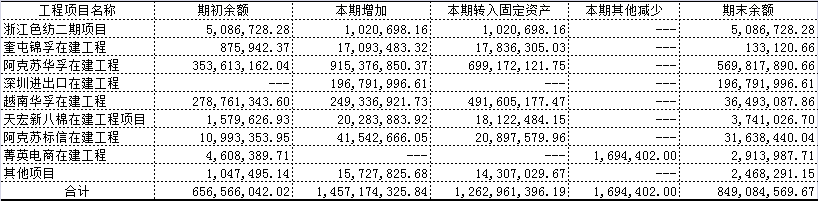 工程项目名称 期初余额 本期增加 本期转入固定资产 本期其他减少 期末余额
浙江色纺二期项目 5,086,728.28 1,020,698.16 1,020,698.16 --- 5,086,728.28
奎屯锦孚在建工程 875,942.37 17,093,483.32 17,836,305.03 --- 133,120.66
阿克苏华孚在建工程 353,613,162.04 915,376,850.37 699,172,121.75 --- 569,817,890.66
深圳进出口在建工程 --- 196,791,996.61 --- --- 196,791,996.61
越南华孚在建工程 278,761,343.60 249,336,921.73 491,605,177.47 --- 36,493,087.86
天宏新八棉在建工程项目 1,579,626.93 20,283,883.92 18,122,484.15 --- 3,741,026.70
阿克苏标信在建工程 10,993,353.95 41,542,666.05 20,897,579.96 --- 31,638,440.04
菁英电商在建工程 4,608,389.71 --- --- 1,694,402.00 2,913,987.71
其他项目 1,047,495.14 15,727,825.68 14,307,029.67 --- 2,468,291.15
合计 656,566,042.02 1,457,174,325.84 1,262,961,396.19 1,694,402.00 849,084,569.67